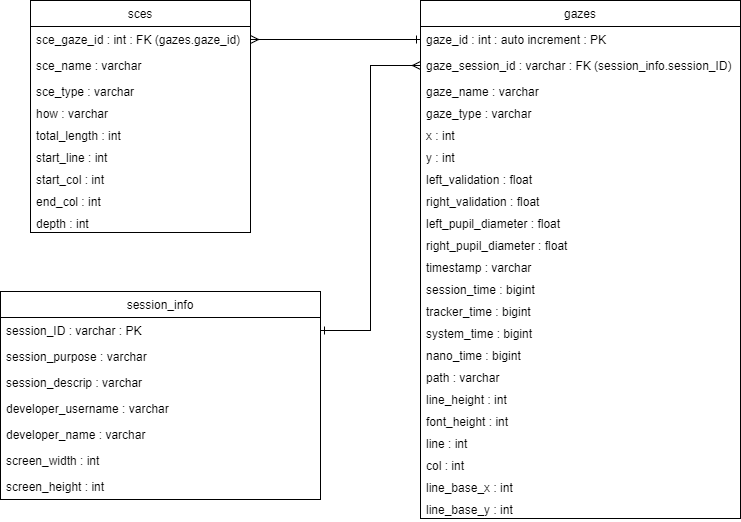 sces
sce_gaze_id : int : FK (gazes.gaze_id)
sce_name : varchar
sce_type : varchar
how : varchar
total_length : int
start_line : int
start_col : int
end_col : int
depth : int
gazes
gaze_id : int : auto increment : PK
gaze_session_id : varchar : FK (session_info.session_ID)
gaze_name : varchar
gaze_type : varchar
x : int
y : int
left_validation : float
right_validation : float
left_pupil_diameter : float
right_pupil_diameter : float
timestamp : varchar
session_time : bigint
tracker_time : bigint
system_time : bigint
nano_time : bigint
path : varchar
line_height : int
font_height : int
line : int
col : int
line_base_x : int
line_base_y : int
session_info
session_ID : varchar : PK
session_purpose : varchar
session_descrip : varchar
developer_username : varchar
developer_name : varchar
screen_width : int
screen_height : int